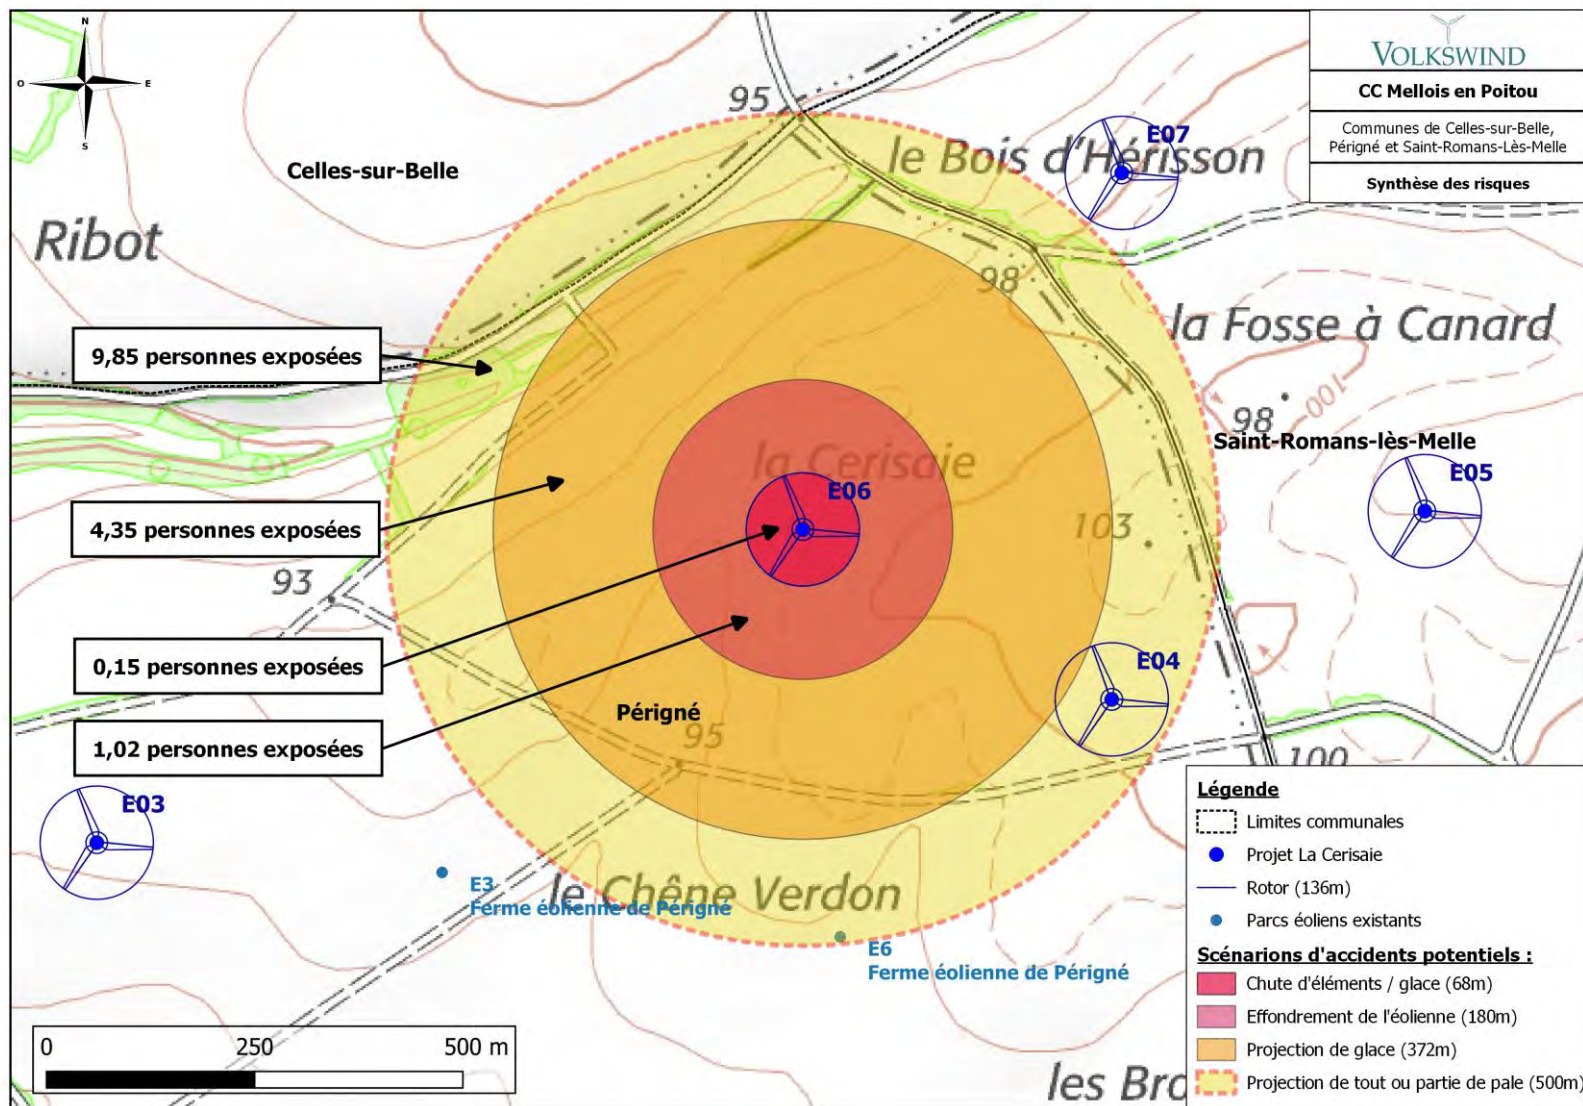 N
O
E
S
VOLKSWIND
CC Mellois en Poitou
Communes de Celles-sur-Belle,
Périgné et Saint-Romans-Lès-Melle
Synthèse des risques
95
E07
le Bois d'Hérisson
Celles-sur-Belle
Ribot
98
la Fosse à Canard
9,85 personnes exposées
100
98
Saint-Romans-lès-Melle
la Cerisaie
E06
E05
4,35 personnes exposées
103
93
0,15 personnes exposées
E04
Périgné
95
1,02 personnes exposées
100
E03
E3
Ferme éolienne de Périgné
le Chêne Verdon
E6
Ferme éolienne de Périgné
les Bro
0 250 500 m
Légende
Limites communales
Projet La Cerisaie
Rotor (136m)
Parcs éoliens existants
Scénarions d'accidents potentiels :
Chute d'éléments / glace (68m)
Effondrement de l'éolienne (180m)
Projection de glace (372m)
Projection de tout ou partie de pale (500m)